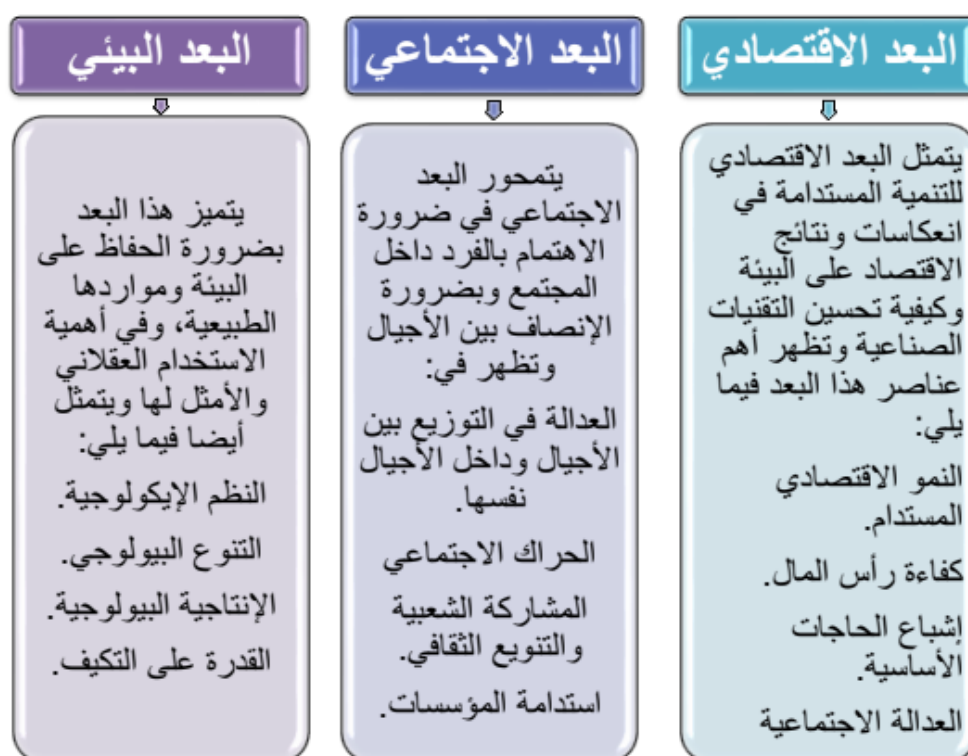 البعد الاقتصادي
يتمثل البعد الاقتصادي
للتنمية المستدامة في
انعكاسات ونتائج
الاقتصاد على البيئة
وكيفية تحسين التقنيات
الصناعية وتظهر أهم
عناصر هذا البعد فيما
يلي:
النمو الاقتصادي
المستدام.
كفاءة رأس المال.
إشباع الحاجات
الأساسية.
العدالة الاجتماعية
البعد الاجتماعي
يتمحور البعد
الاجتماعي في ضرورة
الاهتمام بالفرد داخل
المجتمع وبضرورة
الإنصاف بين الأجيال
وتظهر في:
العدالة في التوزيع بين
الأجيال وداخل الأجيال
نفسها.
الحراك الاجتماعي
المشاركة الشعبية
والتنويع الثقافي.
استدامة المؤسسات.
البعد البيئي
يتميز هذا البعد
بضرورة الحفاظ على
البيئة ومواردها
الطبيعية، وفي أهمية
الاستخدام العقلاني
والأمثل لها ويتمثل
أيضا فيما يلي:
النظم الإيكولوجية.
التنوع البيولوجي.
الإنتاجية البيولوجية.
القدرة على التكيف.